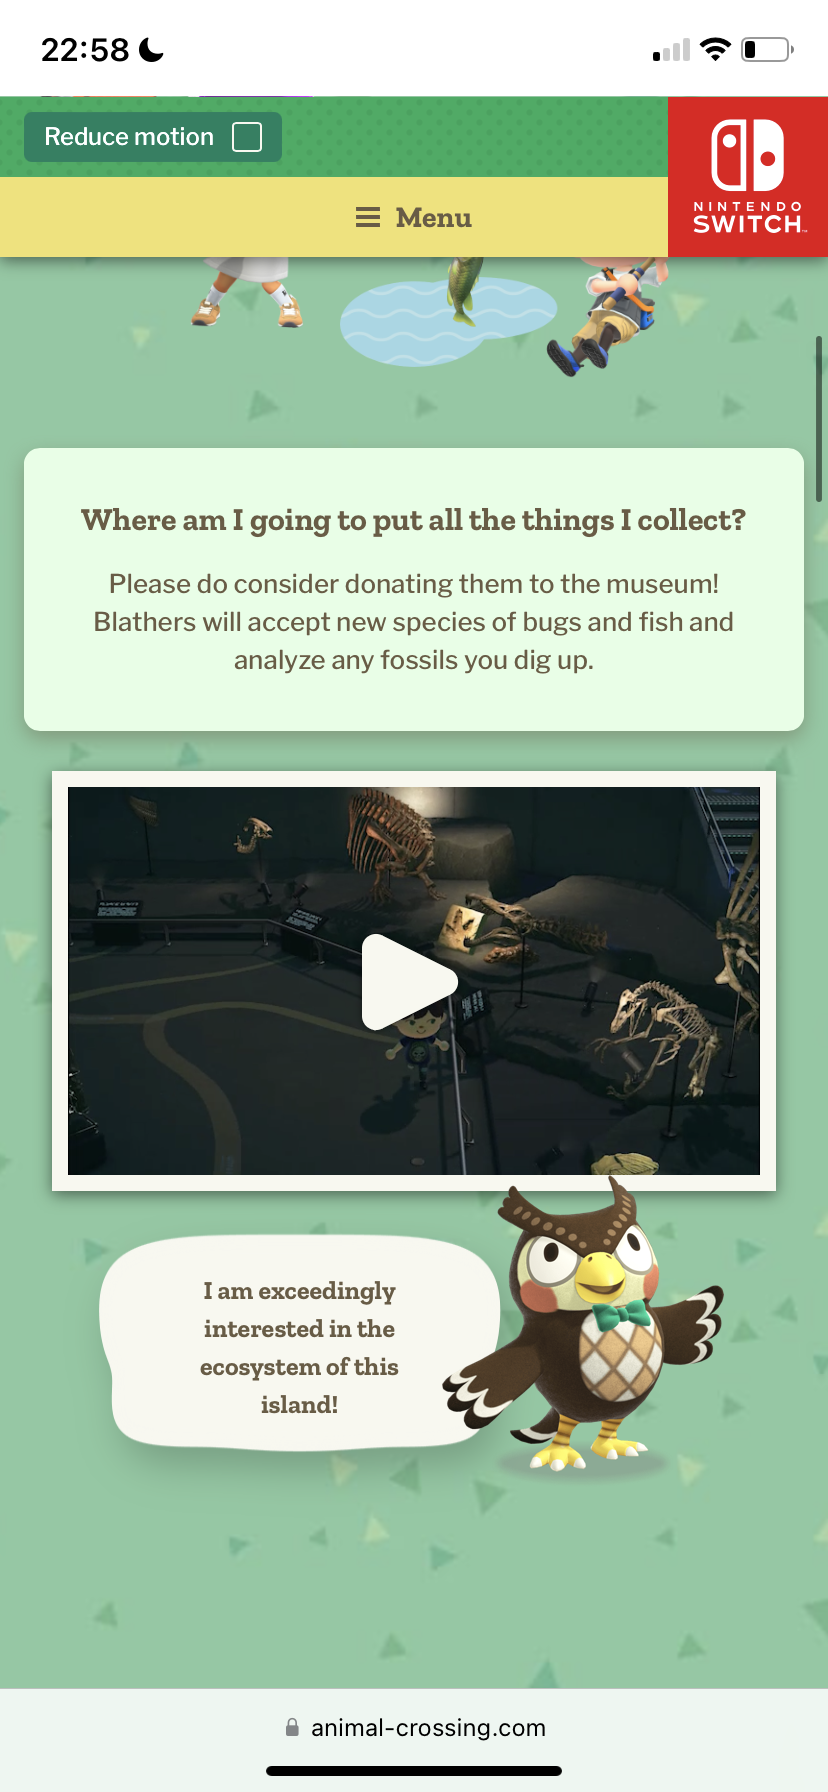 22:58
Reduce motion
Menu
NINTENDO
SWITCH
Where am I going to put all the things I collect?
Please do consider donating them to the museum!
Blathers will accept new species of bugs and fish and
analyze any fossils you dig up.
I am exceedingly
interested in the
ecosystem of this
island!
animal-crossing.com